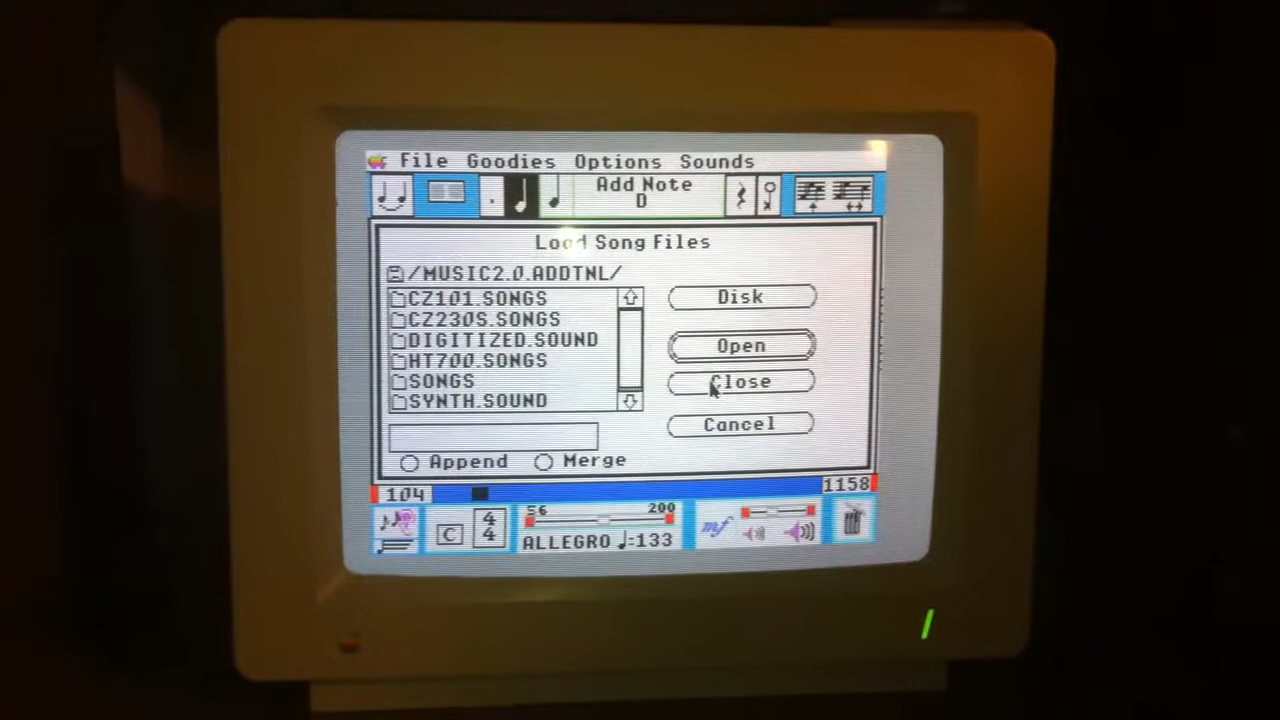 File Goodies Options Sounds
Add Note
D
Load Song Files
/MUSIC2.0.ADDTNL/
CZ101.SONGS
CZ230S.SONGS
DIGITIZED.SOUND
HT700.SONGS
SONGS
SYNTH.SOUND
Disk
Open
Close
Cancel
Append Merge
104 1158
C
4
4
56 200
ALLEGRO ♩=133
mf